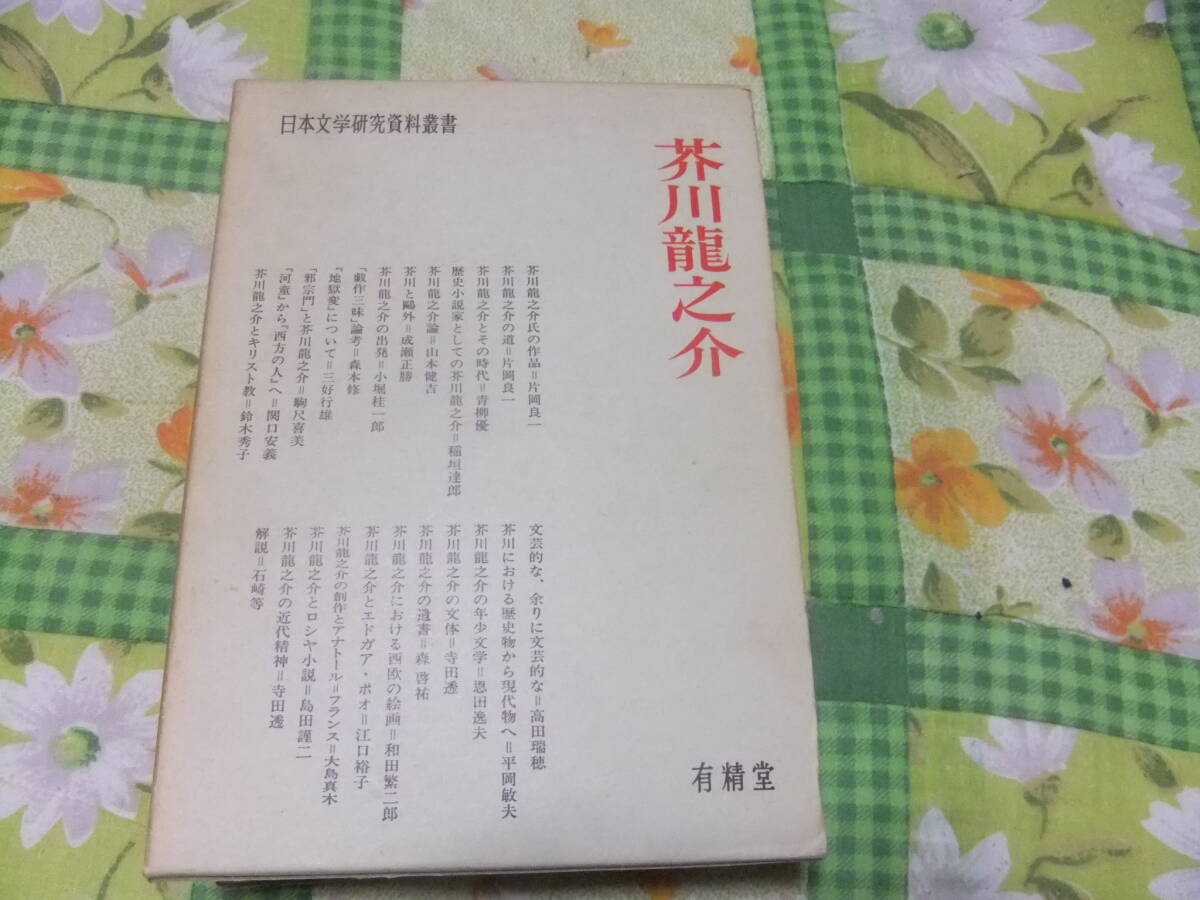 日本文学研究資料叢書
芥川龍之介
芥川龍之介氏の作品＝片岡良一
芥川龍之介の道＝片岡良一
芥川龍之介とその時代＝青柳優
歴史小説家としての芥川龍之介＝稲垣達郎
芥川龍之介論＝山本健吉
芥川と鷗外＝成瀬正勝
芥川龍之介の出発＝小堀桂一郎
『戯作三昧』論考＝森本修
『地獄変』について＝三好行雄
『邪宗門』と芥川龍之介＝駒尺喜美
『河童』から『西方の人』へ＝関口安義
芥川龍之介とキリスト教＝鈴木秀子
文芸的な、余りに文芸的な＝高田瑞穂
芥川における歴史物から現代物へ＝平岡敏夫
芥川龍之介の年少文学＝恩田逸夫
芥川龍之介の文体＝寺田透
芥川龍之介の遺書＝森啓祐
芥川龍之介における西欧の絵画＝和田繁二郎
芥川龍之介とエドガア・ポオ＝江口裕子
芥川龍之介の創作とアナトール＝フランス＝大島真木
芥川龍之介とロシヤ小説＝島田謹二
芥川龍之介の近代精神＝寺田透
解説＝石崎等
有精堂